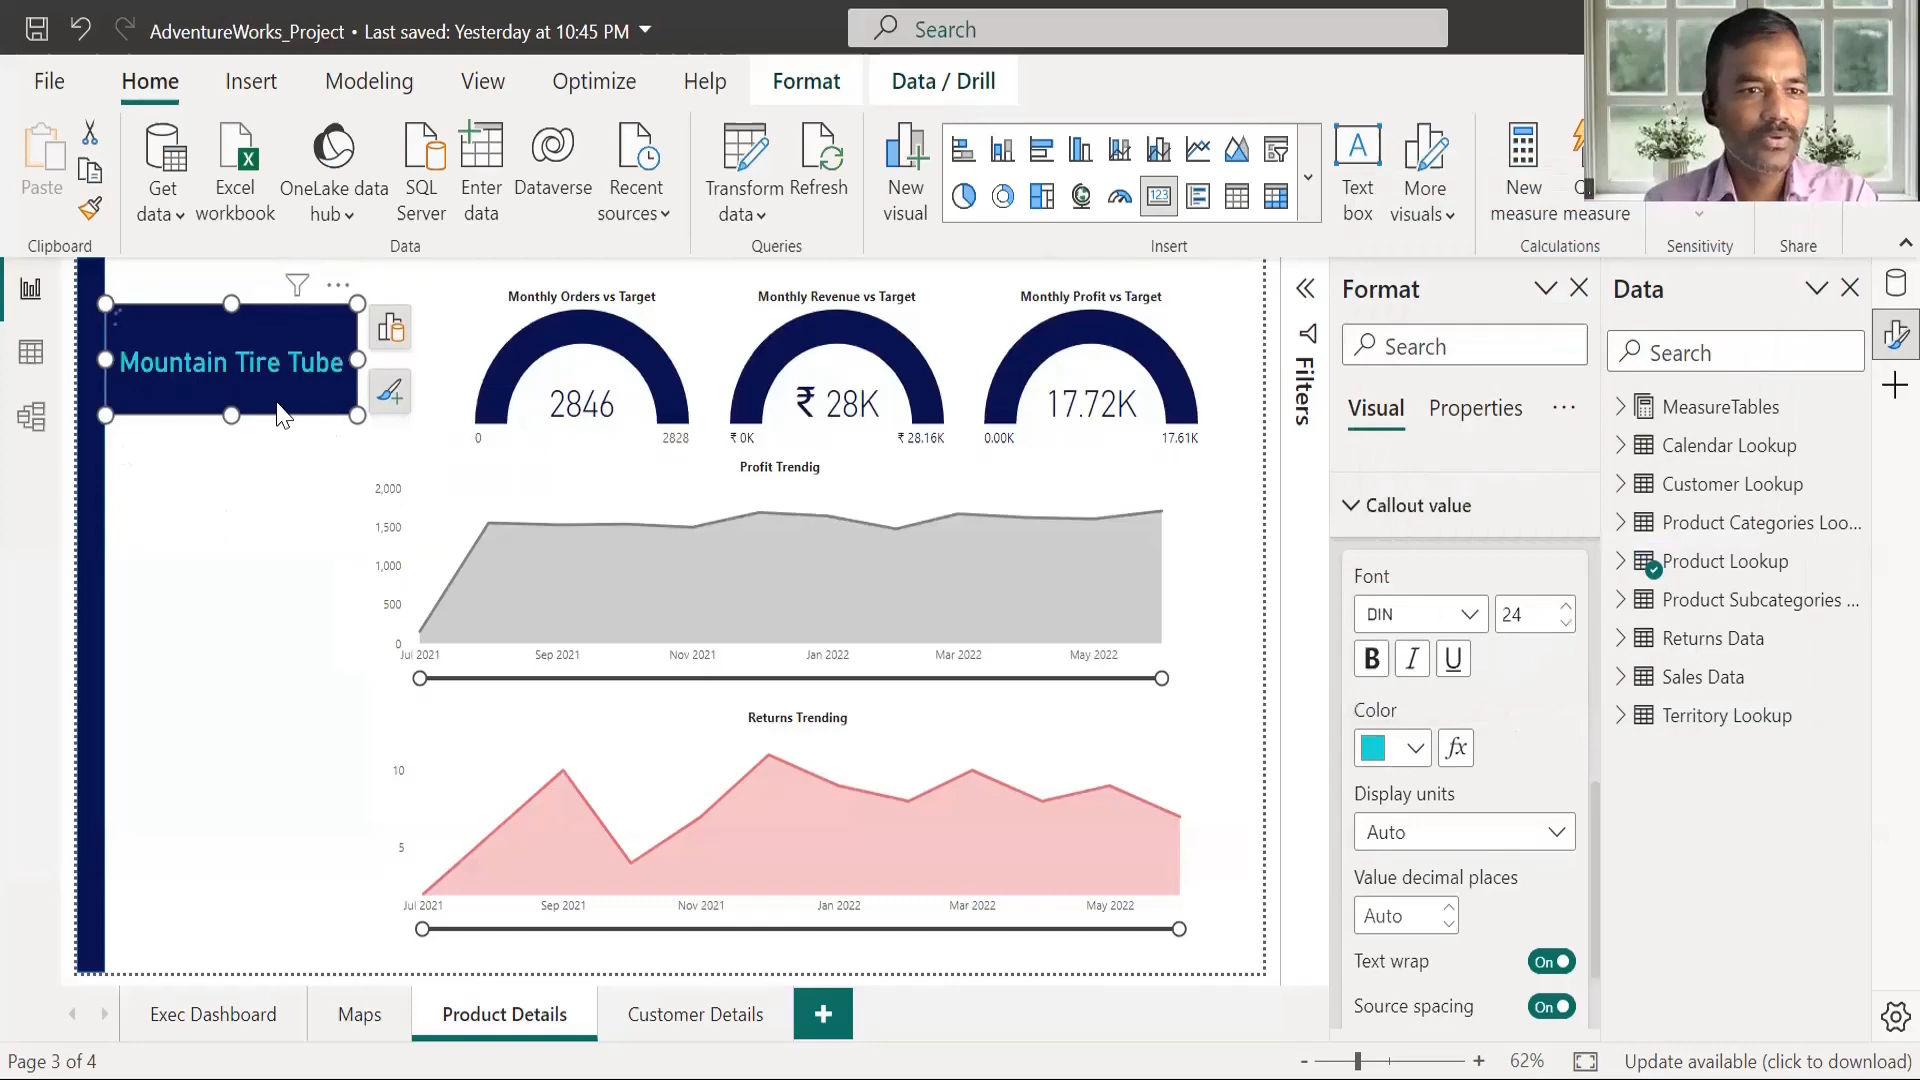 AdventureWorks_Project • Last saved: Yesterday at 10:45 PM
Search
File
Home
Insert
Modeling
View
Optimize
Help
Format
Data / Drill
Paste
Get
data
Excel
workbook
OneLake data
hub
SQL
Server
Enter
data
Dataverse
Recent
sources
Transform
data
Refresh
New
visual
123
A
Text
box
More
visuals
New
measure
measure
Clipboard
Data
Queries
Insert
Calculations
Sensitivity
Share
Mountain Tire Tube
Monthly Orders vs Target
2846
0
2828
Monthly Revenue vs Target
₹ 28K
₹ 0K
₹ 28.16K
Monthly Profit vs Target
17.72K
0.00K
17.61K
Profit Trendig
2,000
1,500
1,000
500
0
Jul 2021
Sep 2021
Nov 2021
Jan 2022
Mar 2022
May 2022
Returns Trending
10
5
Jul 2021
Sep 2021
Nov 2021
Jan 2022
Mar 2022
May 2022
Filters
Format
Search
Visual
Properties
Callout value
Font
DIN
24
B
I
U
Color
fx
Display units
Auto
Value decimal places
Auto
Text wrap
On
Source spacing
On
Data
Search
MeasureTables
Calendar Lookup
Customer Lookup
Product Categories Loo...
Product Lookup
Product Subcategories ...
Returns Data
Sales Data
Territory Lookup
Exec Dashboard
Maps
Product Details
Customer Details
Page 3 of 4
62%
Update available (click to download)